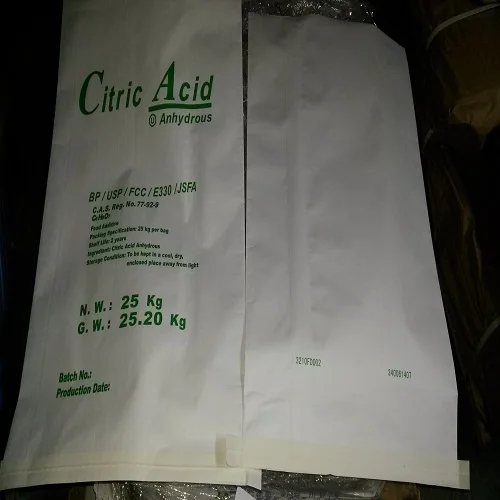 Citric Acid
Ⓤ Anhydrous
BP/USP/FCC/E330/JSFA
C.A.S. Reg. No. 77-92-9
C₆H₈O₇
Food Additive
Packing Specification: 25 kg per bag
Shelf Life: 2 years
Ingredient: Citric Acid Anhydrous
Storage Condition: To be kept in a cool, dry,
enclosed place away from light
N. W.: 25 Kg
G. W.: 25.20 Kg
Batch No.:
Production Date:
3210F0002
240061407